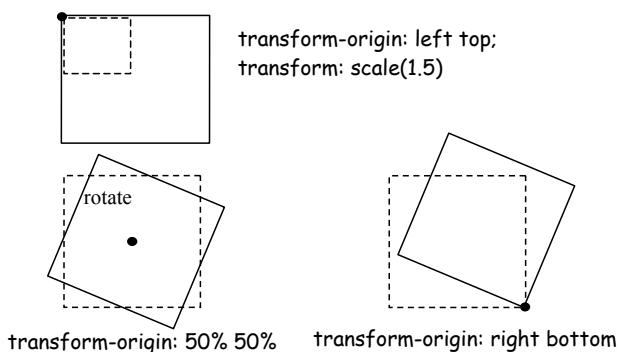 transform-origin: left top;
transform: scale(1.5)
rotate
transform-origin: 50% 50%
transform-origin: right bottom